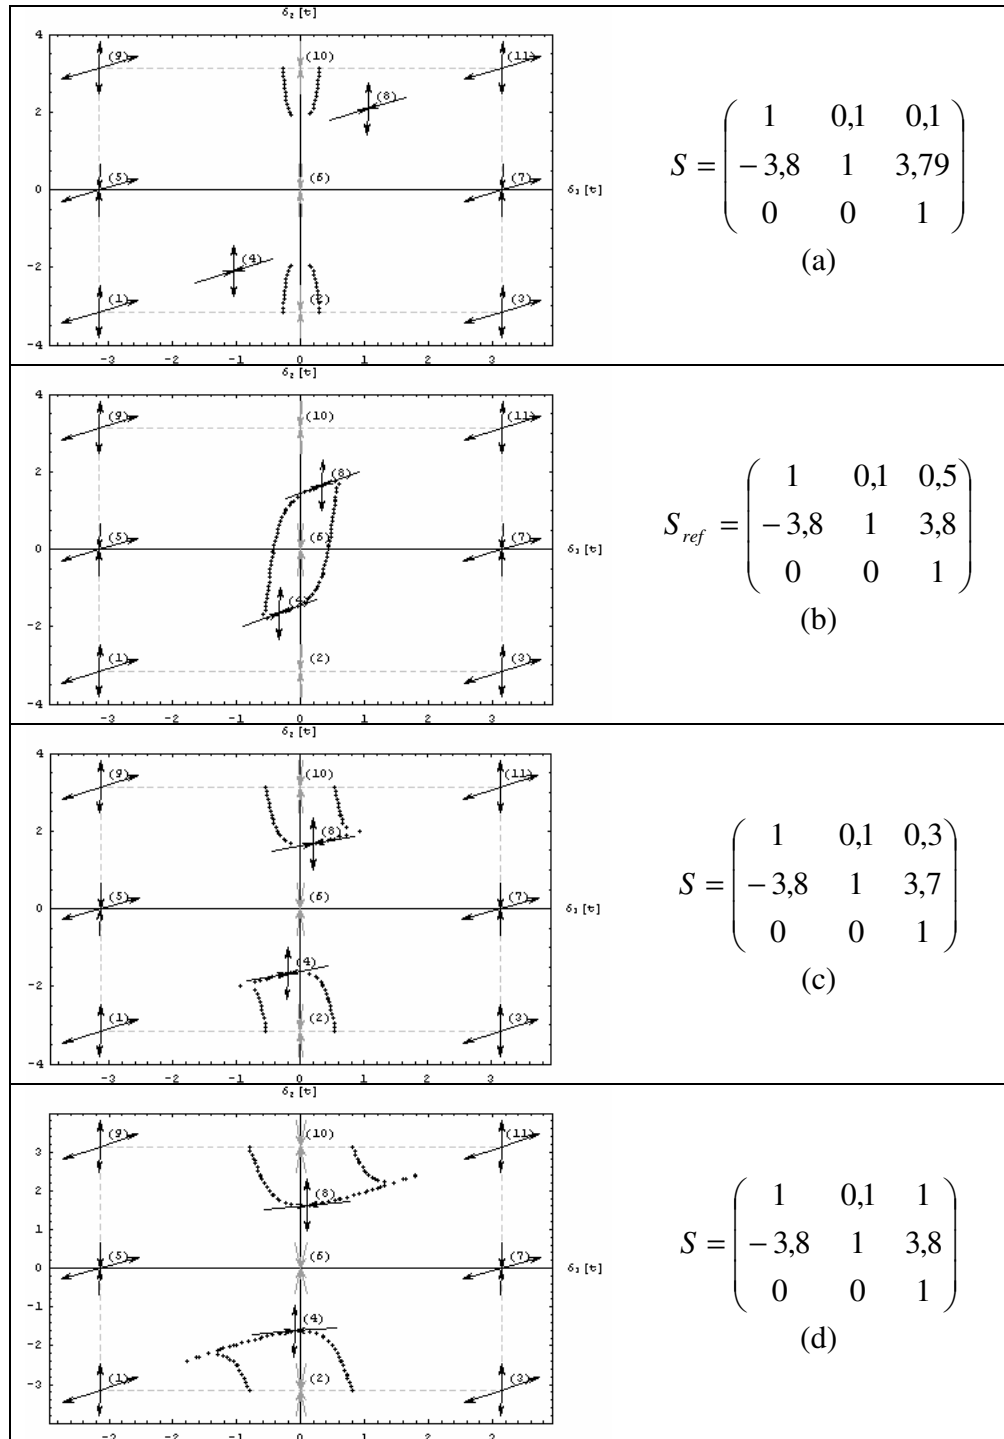 δ₂[t]
4
2
0
-2
-4
(9)
(10)
(11)
(8)
(5)
(6)
(7)
δ₁[t]
(4)
(1)
(2)
(3)
-3 -2 -1 0 1 2 3
S = ( 1 0,1 0,1
-3,8 1 3,79
0 0 1 )
(a)
δ₂[t]
4
2
0
-2
-4
(9)
(10)
(11)
(8)
(5)
(6)
(7)
δ₁[t]
(4)
(1)
(2)
(3)
-3 -2 -1 0 1 2 3
S_ref = ( 1 0,1 0,5
-3,8 1 3,8
0 0 1 )
(b)
δ₂[t]
4
2
0
-2
-4
(9)
(10)
(11)
(8)
(5)
(6)
(7)
δ₁[t]
(4)
(1)
(2)
(3)
-3 -2 -1 0 1 2 3
S = ( 1 0,1 0,3
-3,8 1 3,7
0 0 1 )
(c)
δ₂[t]
3
2
1
0
-1
-2
-3
(9)
(10)
(11)
(8)
(5)
(6)
(7)
δ₁[t]
(4)
(1)
(2)
(3)
-3 -2 -1 0 1 2 3
S = ( 1 0,1 1
-3,8 1 3,8
0 0 1 )
(d)